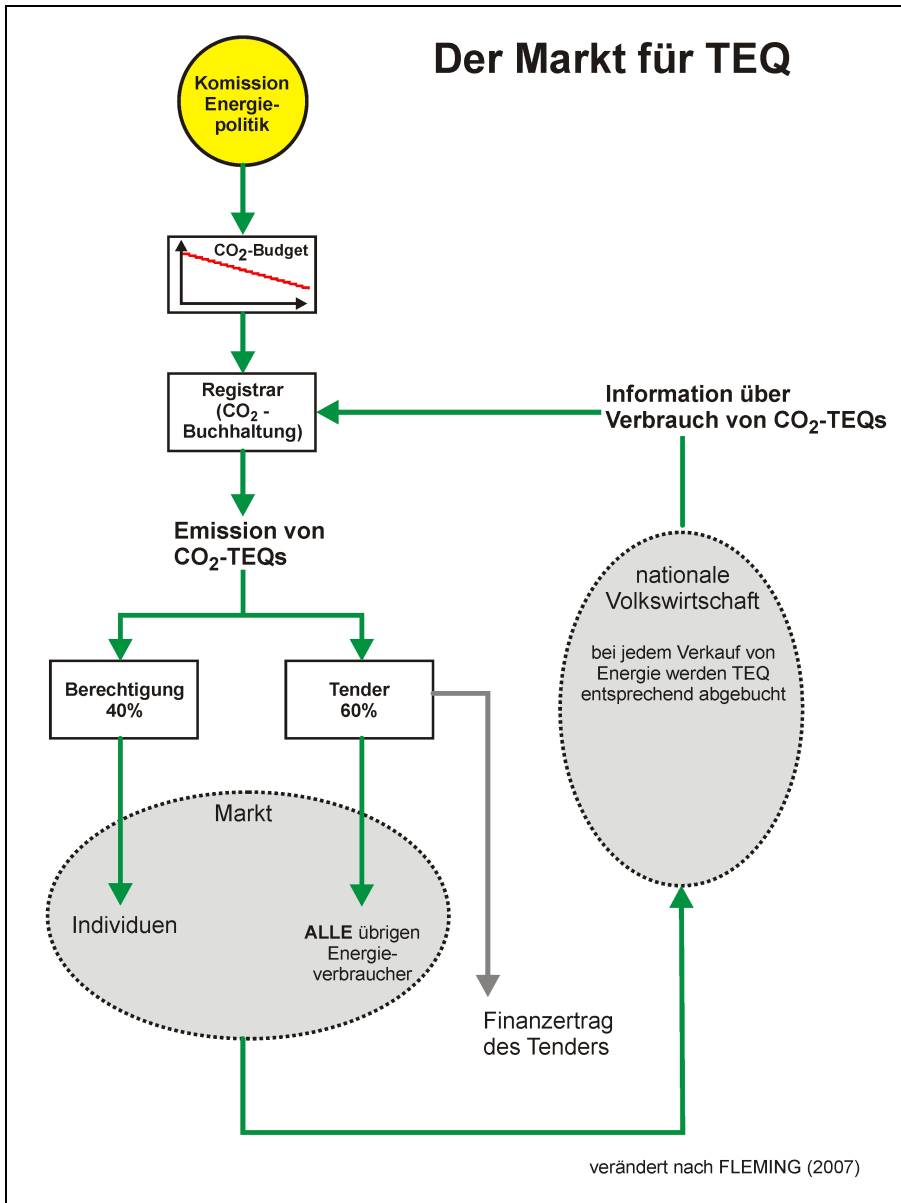 Der Markt für TEQ
Komission
Energie-
politik
CO₂-Budget
Registrar
(CO₂ -
Buchhaltung)
Information über
Verbrauch von CO₂-TEQs
Emission von
CO₂-TEQs
nationale
Volkswirtschaft
bei jedem Verkauf von
Energie werden TEQ
entsprechend abgebucht
Berechtigung
40%
Tender
60%
Markt
Individuen
ALLE übrigen
Energie-
verbraucher
Finanzertrag
des Tenders
verändert nach FLEMING (2007)